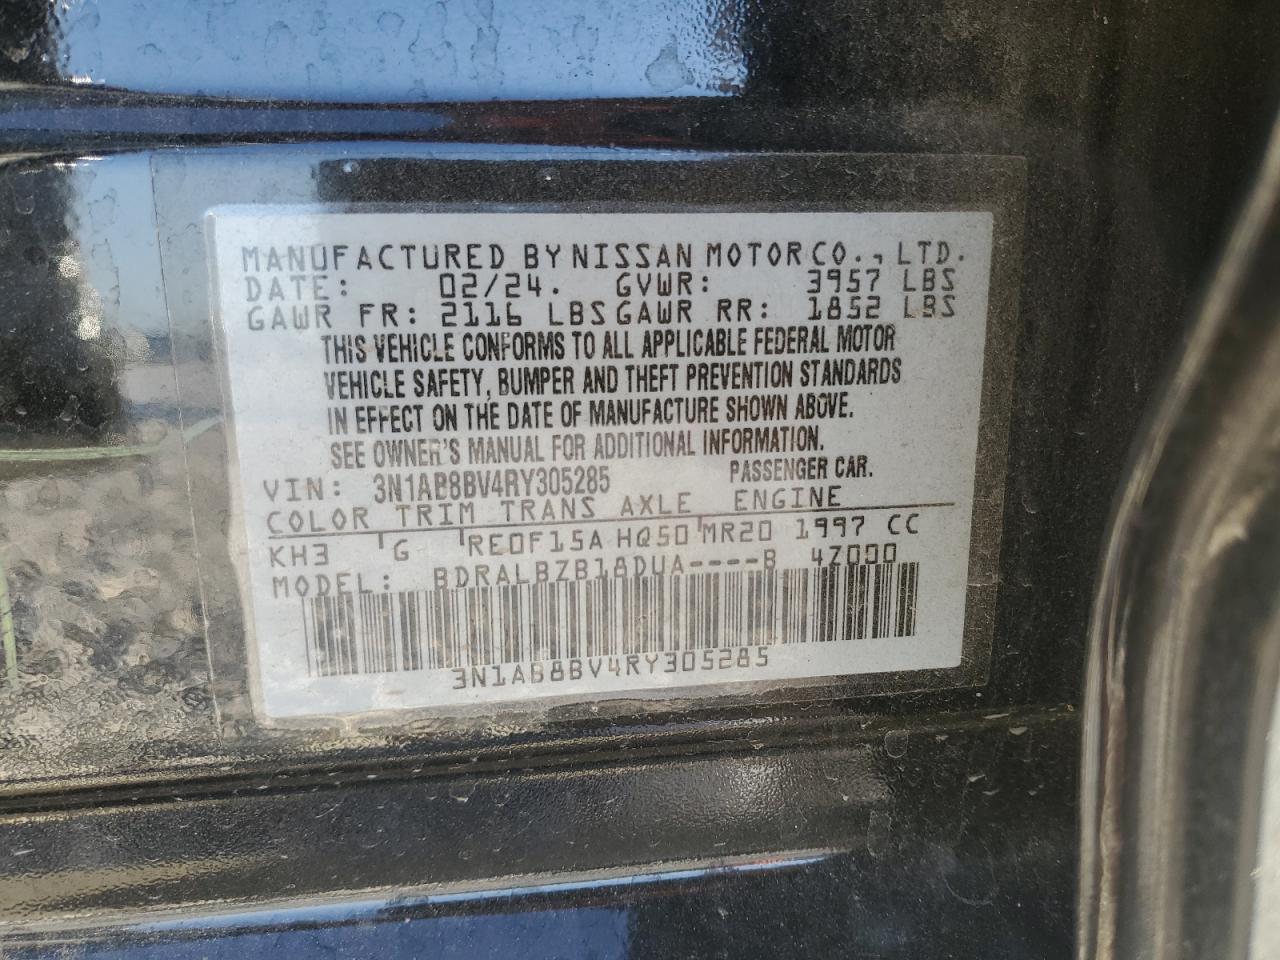 MANUFACTURED BY NISSAN MOTOR CO., LTD.
DATE: 02/24. GVWR: 3957 LBS
GAWR FR: 2116 LBS GAWR RR: 1852 LBS
THIS VEHICLE CONFORMS TO ALL APPLICABLE FEDERAL MOTOR
VEHICLE SAFETY, BUMPER AND THEFT PREVENTION STANDARDS
IN EFFECT ON THE DATE OF MANUFACTURE SHOWN ABOVE.
SEE OWNER'S MANUAL FOR ADDITIONAL INFORMATION.
VIN: 3N1AB8BV4RY305285 PASSENGER CAR.
COLOR TRIM TRANS AXLE ENGINE
KH3 G RE0F15A HQ50 MR20 1997 CC
MODEL: BDRALBZB18DUA----B 4Z000
3N1AB8BV4RY305285